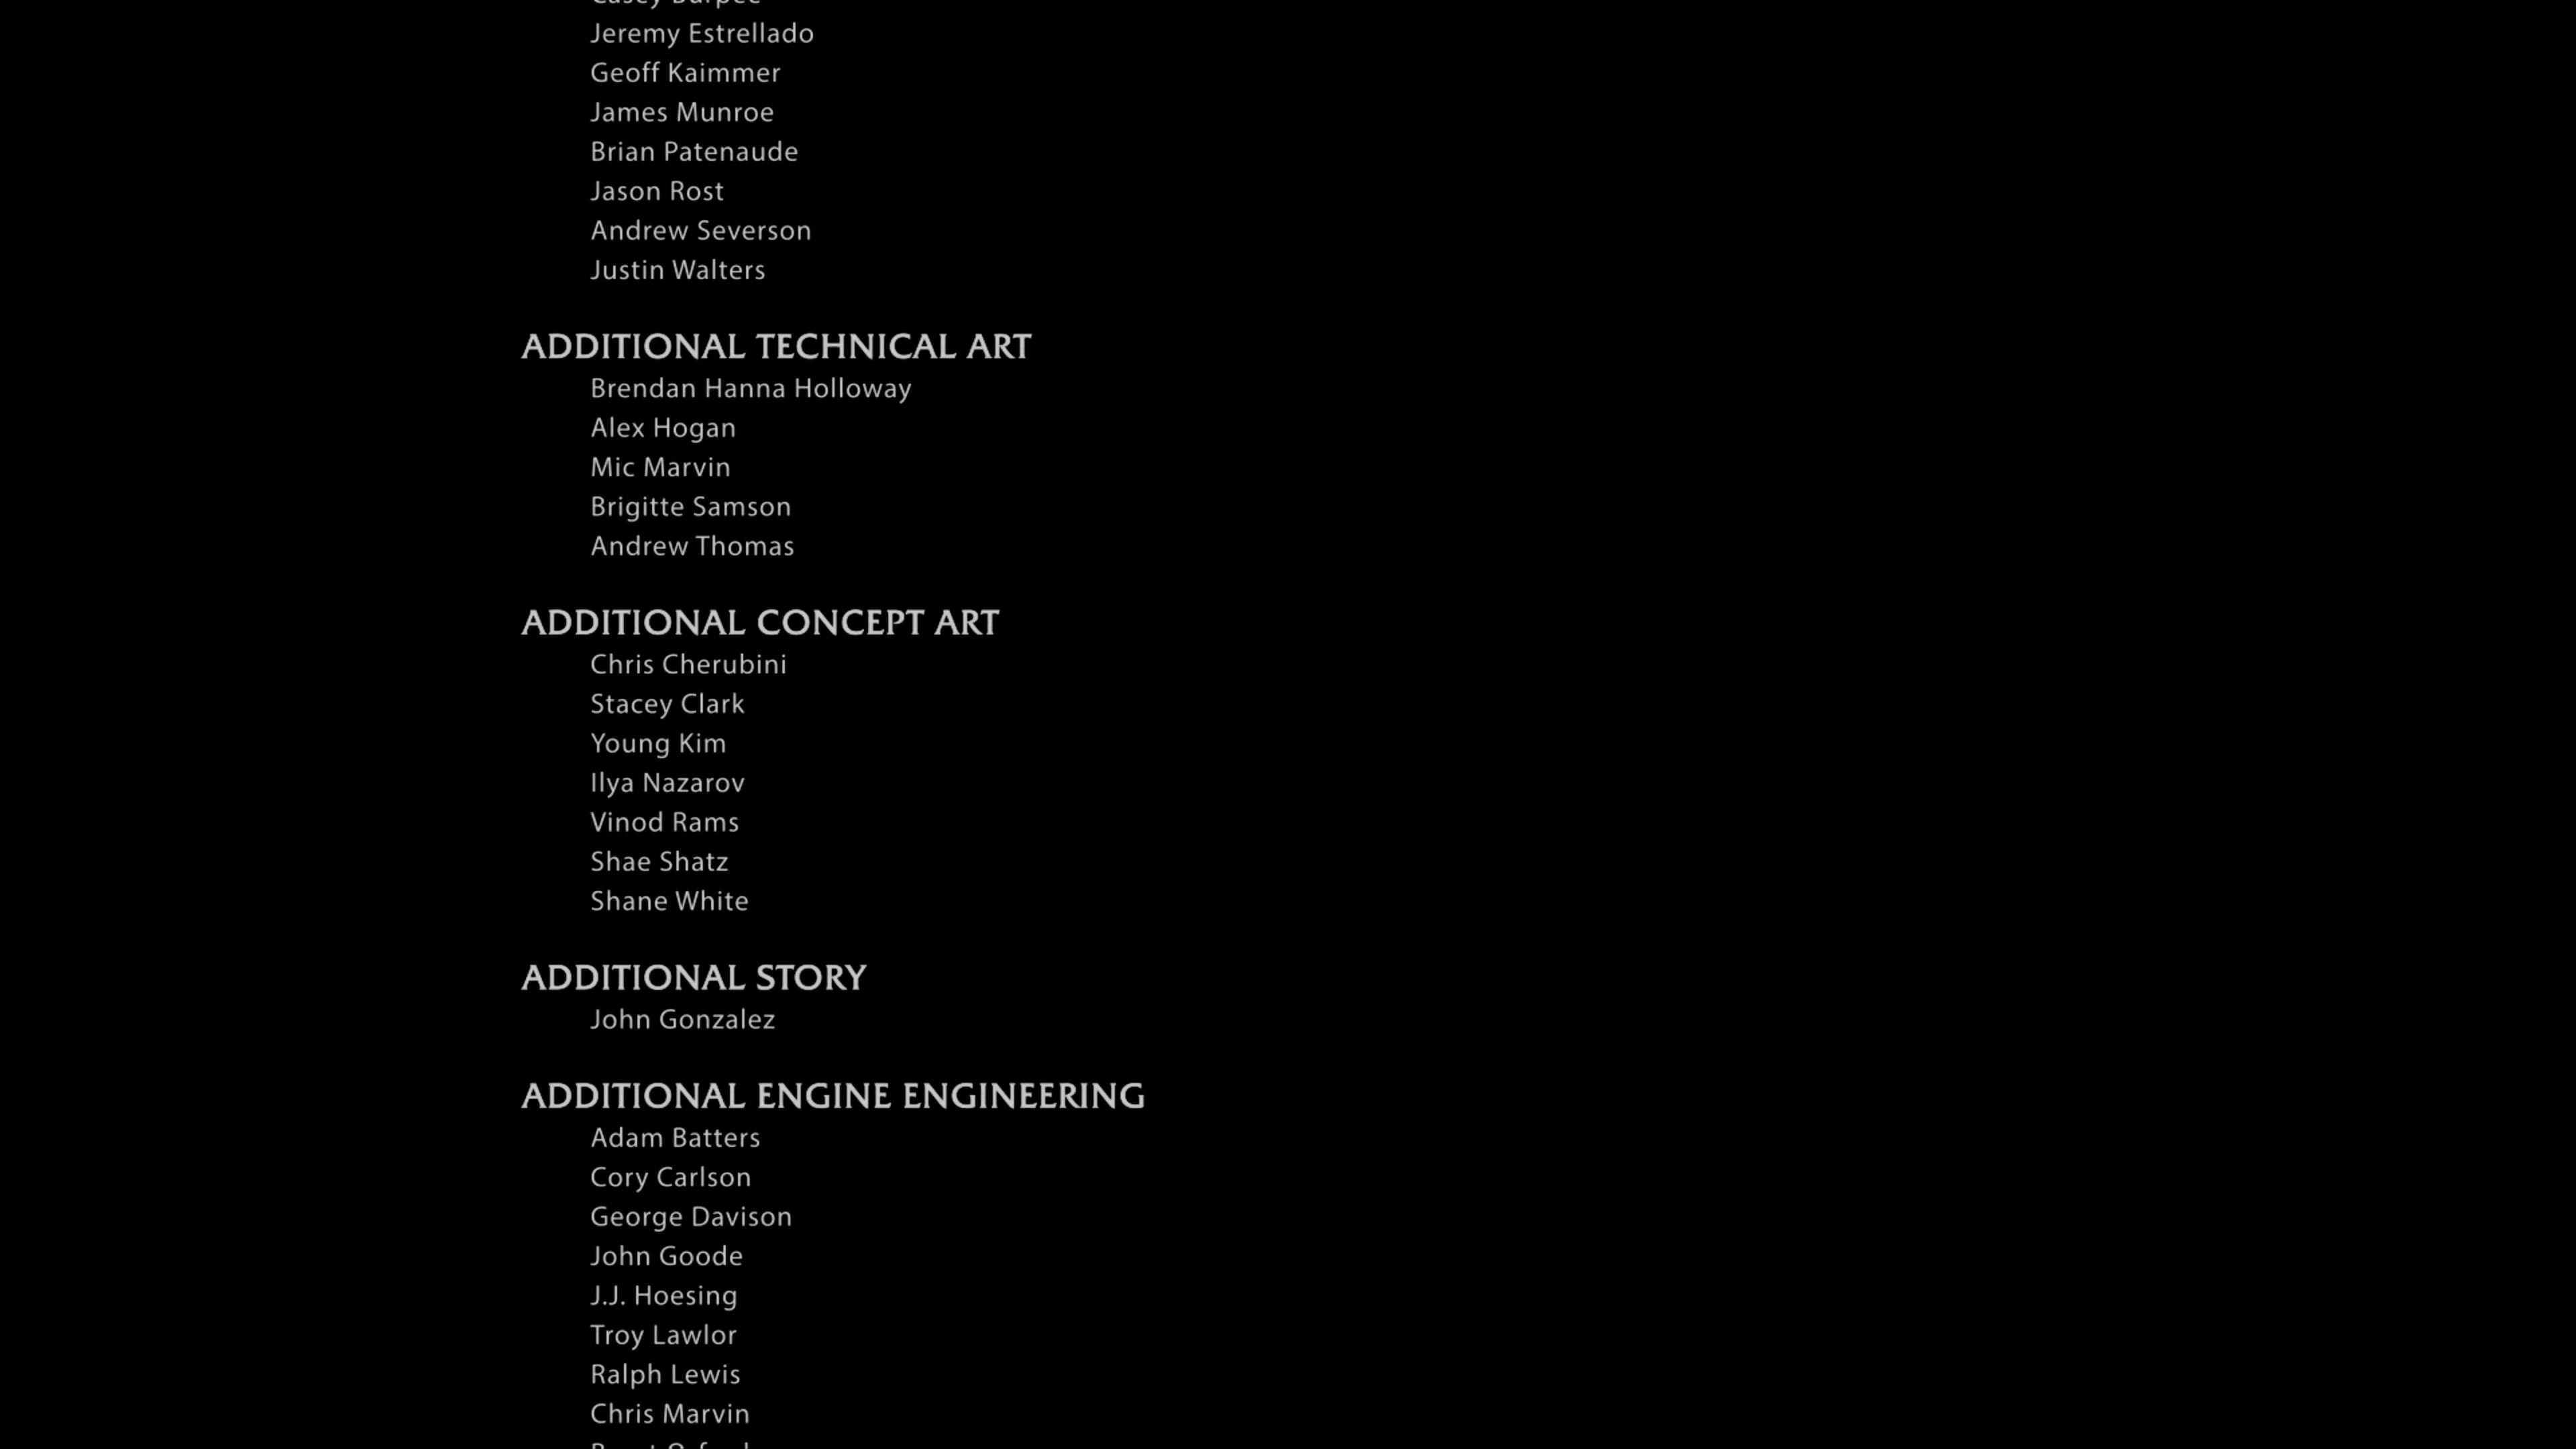 Jeremy Estrellado
Geoff Kaimmer
James Munroe
Brian Patenaude
Jason Rost
Andrew Severson
Justin Walters
ADDITIONAL TECHNICAL ART
Brendan Hanna Holloway
Alex Hogan
Mic Marvin
Brigitte Samson
Andrew Thomas
ADDITIONAL CONCEPT ART
Chris Cherubini
Stacey Clark
Young Kim
Ilya Nazarov
Vinod Rams
Shae Shatz
Shane White
ADDITIONAL STORY
John Gonzalez
ADDITIONAL ENGINE ENGINEERING
Adam Batters
Cory Carlson
George Davison
John Goode
J.J. Hoesing
Troy Lawlor
Ralph Lewis
Chris Marvin